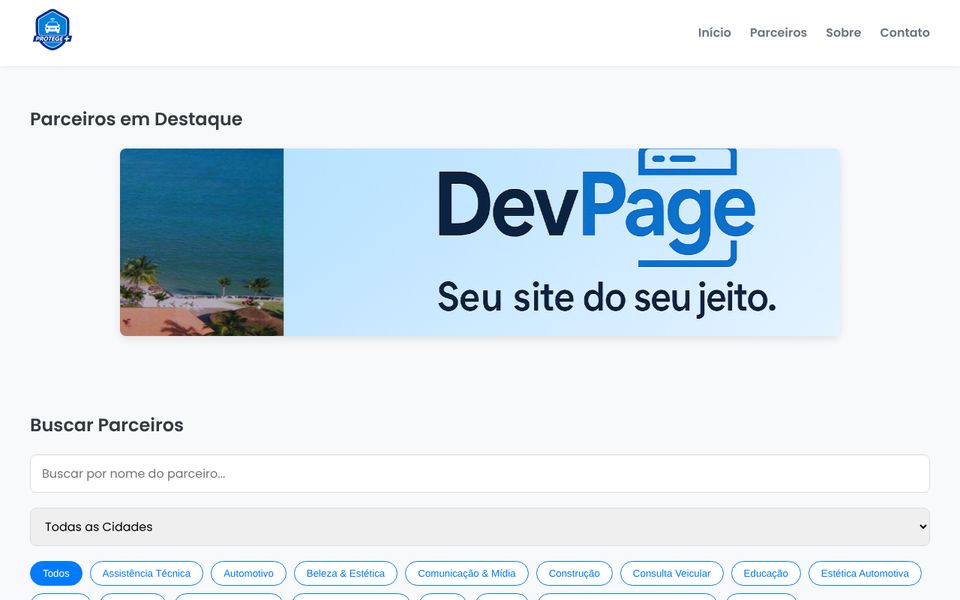 PROTEGE+
Início Parceiros Sobre Contato
Parceiros em Destaque
DevPage
Seu site do seu jeito.
Buscar Parceiros
Buscar por nome do parceiro...
Todas as Cidades
Todos Assistência Técnica Automotivo Beleza & Estética Comunicação & Mídia Construção Consulta Veicular Educação Estética Automotiva